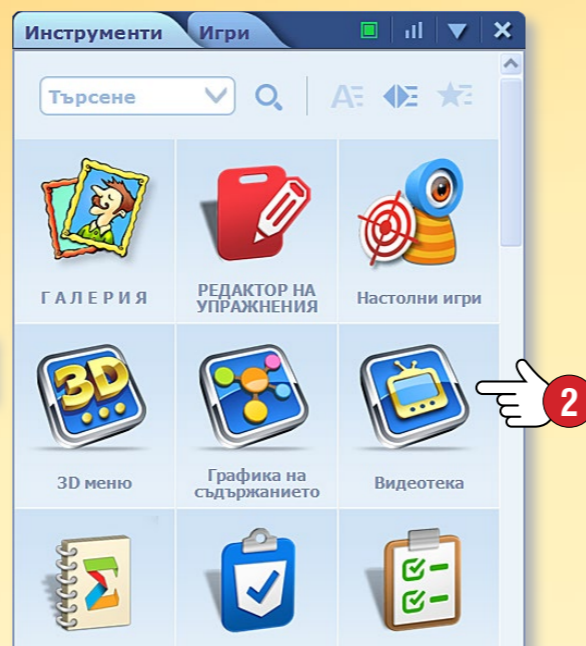 Инструменти Игри
Търсене
ГАЛЕРИЯ
РЕДАКТОР НА
УПРАЖНЕНИЯ
Настолни игри
3D
3D меню
Графика на
съдържанието
Видеотека
2
Σ